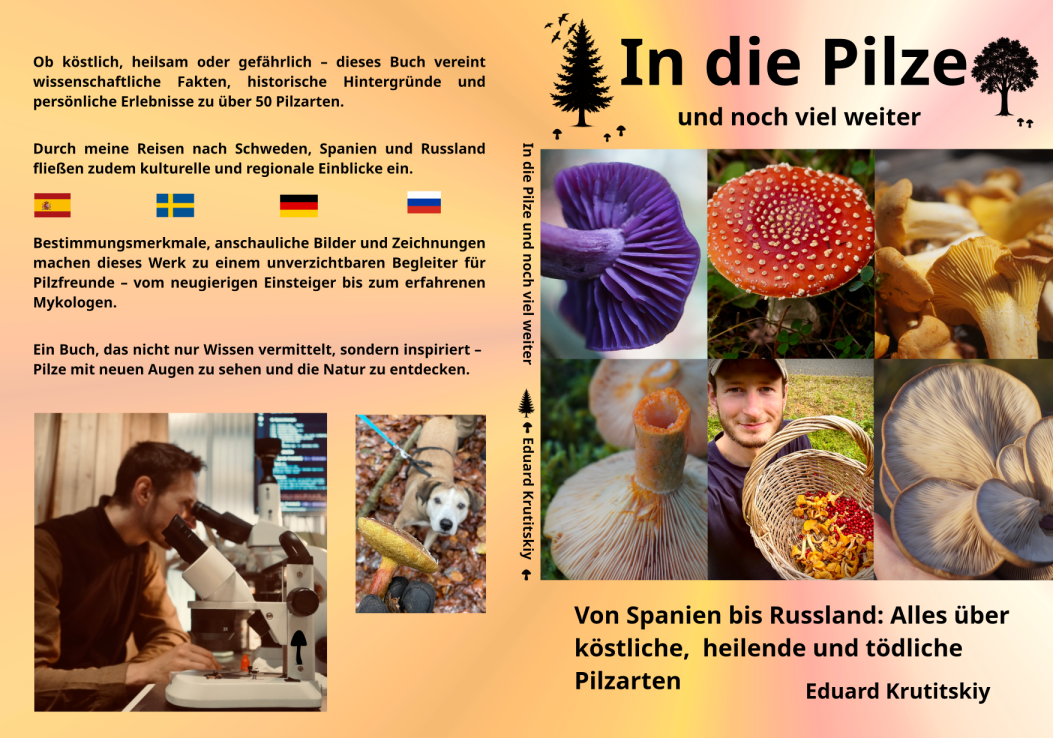 Ob köstlich, heilsam oder gefährlich – dieses Buch vereint
wissenschaftliche Fakten, historische Hintergründe und
persönliche Erlebnisse zu über 50 Pilzarten.
Durch meine Reisen nach Schweden, Spanien und Russland
fließen zudem kulturelle und regionale Einblicke ein.
Bestimmungsmerkmale, anschauliche Bilder und Zeichnungen
machen dieses Werk zu einem unverzichtbaren Begleiter für
Pilzfreunde – vom neugierigen Einsteiger bis zum erfahrenen
Mykologen.
Ein Buch, das nicht nur Wissen vermittelt, sondern inspiriert –
Pilze mit neuen Augen zu sehen und die Natur zu entdecken.
In die Pilze und noch viel weiter
Eduard Krutitskiy
In die Pilze
und noch viel weiter
Von Spanien bis Russland: Alles über
köstliche, heilende und tödliche
Pilzarten
Eduard Krutitskiy